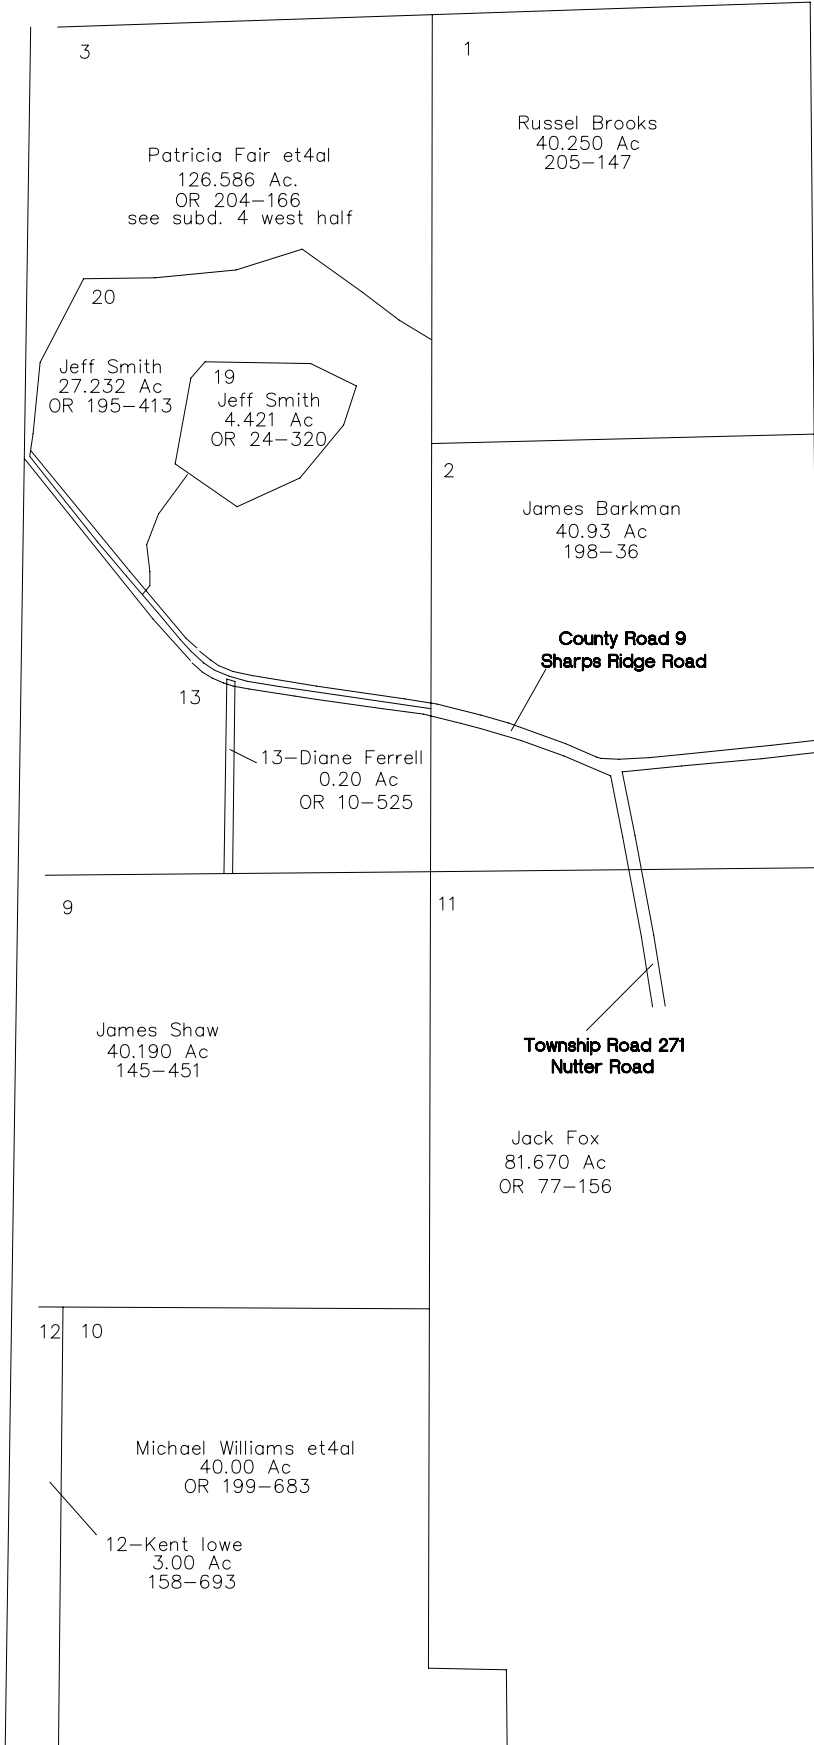 3
1
Russel Brooks
40.250 Ac
205-147
Patricia Fair et4al
126.586 Ac.
OR 204-166
see subd. 4 west half
20
Jeff Smith
27.232 Ac
OR 195-413
19
Jeff Smith
4.421 Ac
OR 24-320
2
James Barkman
40.93 Ac
198-36
County Road 9
Sharps Ridge Road
13
13-Diane Ferrell
0.20 Ac
OR 10-525
9
11
James Shaw
40.190 Ac
145-451
Township Road 271
Nutter Road
Jack Fox
81.670 Ac
OR 77-156
12
10
Michael Williams et4al
40.00 Ac
OR 199-683
12-Kent lowe
3.00 Ac
158-693